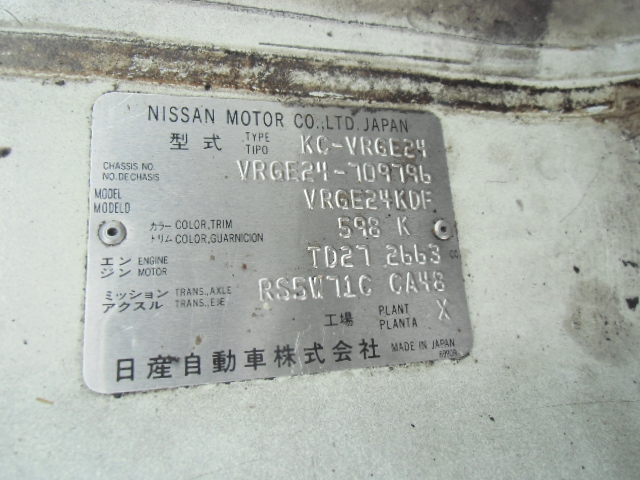 NISSAN MOTOR CO.,LTD. JAPAN
型式 TYPE TIPO KC-VRGE24
CHASSIS NO. NO.DE CHASIS VRGE24-709796
MODEL MODELO VRGE24KDF
カラー COLOR,TRIM トリム COLOR,GUARNICION 598 K
エンジン ENGINE MOTOR TD27 2663 cc
ミッション TRANS.,AXLE アクスル TRANS.,EJE RS5W71C CA48
工場 PLANT PLANTA X
日産自動車株式会社 MADE IN JAPAN